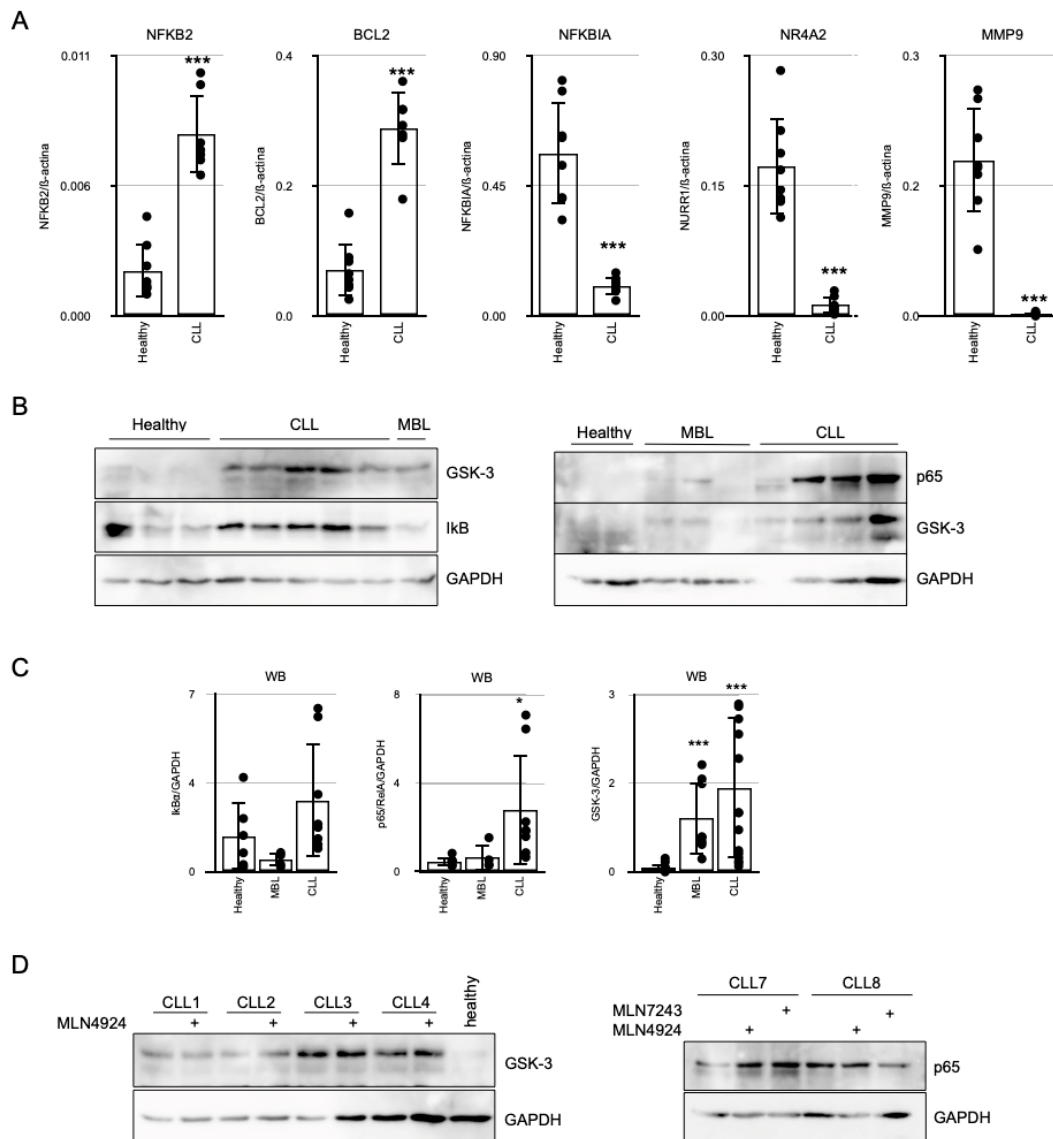 A
NFKB2
BCL2
NFKBIA
NR4A2
MMP9
0.011
0.006
0.000
NFKB2/ß-actina
***
Healthy
CLL
0.4
0.2
0.0
BCL2/ß-actina
***
Healthy
CLL
0.90
0.45
0.00
NFKBIA/ß-actina
***
Healthy
CLL
0.30
0.15
0.00
NURR1/ß-actina
***
Healthy
CLL
0.3
0.2
0.0
MMP9/ß-actina
***
Healthy
CLL
B
Healthy CLL MBL
GSK-3
IkB
GAPDH
Healthy MBL CLL
p65
GSK-3
GAPDH
C
WB
7
4
0
IkBα/GAPDH
Healthy
MBL
CLL
WB
8
4
0
p65/RelA/GAPDH
*
Healthy
MBL
CLL
WB
3
2
0
GSK-3/GAPDH
***
***
Healthy
MBL
CLL
D
CLL1 CLL2 CLL3 CLL4 healthy
MLN4924 + + + +
GSK-3
GAPDH
CLL7 CLL8
MLN7243 + +
MLN4924 + +
p65
GAPDH